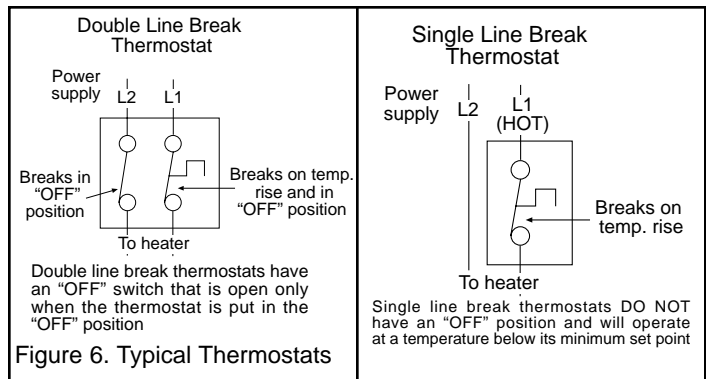 Double Line Break
Thermostat
Power
supply
L2
L1
Breaks in
“OFF”
position
Breaks on temp.
rise and in
“OFF” position
To heater
Double line break thermostats have
an “OFF” switch that is open only
when the thermostat is put in the
“OFF” position
Figure 6. Typical Thermostats
Single Line Break
Thermostat
Power
supply
L2
L1
(HOT)
Breaks on
temp. rise
To heater
Single line break thermostats DO NOT
have an “OFF” position and will operate
at a temperature below its minimum set point